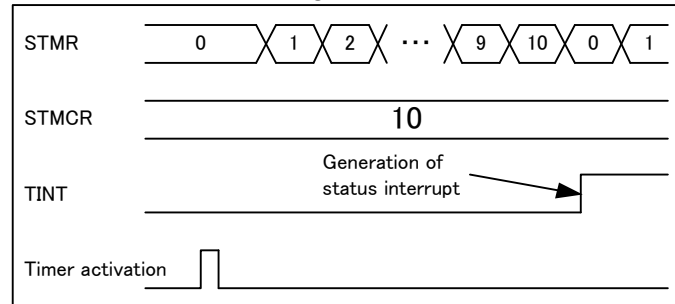 STMR 0 1 2 ··· 9 10 0 1
STMCR 10
Generation of
status interrupt
TINT
Timer activation